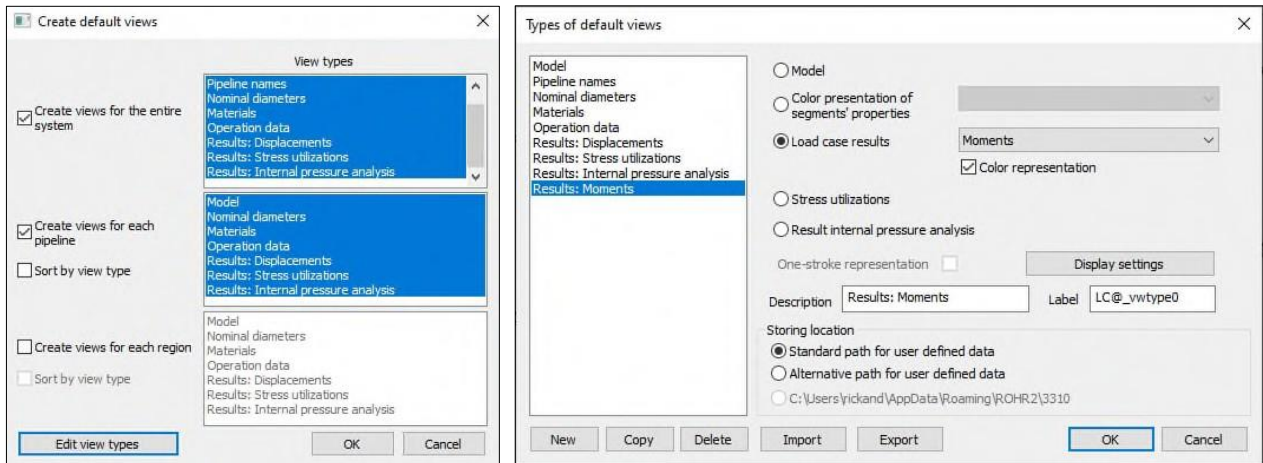 Create default views
View types
Create views for the entire
system
Pipeline names
Nominal diameters
Materials
Operation data
Results: Displacements
Results: Stress utilizations
Results: Internal pressure analysis
Create views for each
pipeline
Sort by view type
Model
Nominal diameters
Materials
Operation data
Results: Displacements
Results: Stress utilizations
Results: Internal pressure analysis
Create views for each region
Sort by view type
Model
Nominal diameters
Materials
Operation data
Results: Displacements
Results: Stress utilizations
Results: Internal pressure analysis
Edit view types
OK
Cancel
Types of default views
Model
Pipeline names
Nominal diameters
Materials
Operation data
Results: Displacements
Results: Stress utilizations
Results: Internal pressure analysis
Results: Moments
Model
Color presentation of
segments' properties
Load case results
Moments
Color representation
Stress utilizations
Result internal pressure analysis
One-stroke representation
Display settings
Description
Results: Moments
Label
LC@_vwtype0
Storing location
Standard path for user defined data
Alternative path for user defined data
C:\Users\rickand\AppData\Roaming\ROHR2\3310
New
Copy
Delete
Import
Export
OK
Cancel